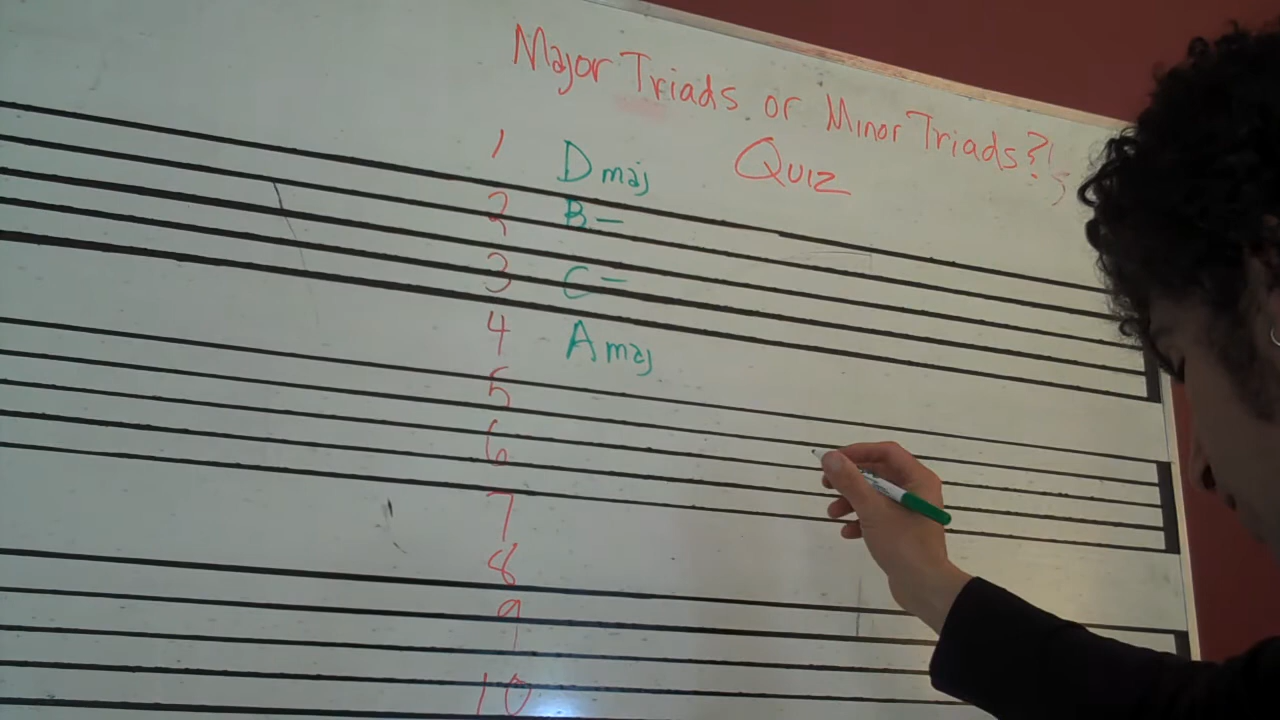 Major Triads or Minor Triads?!
Quiz
1 Dmaj
2 B–
3 C–
4 Amaj
5
6
7
8
9
10